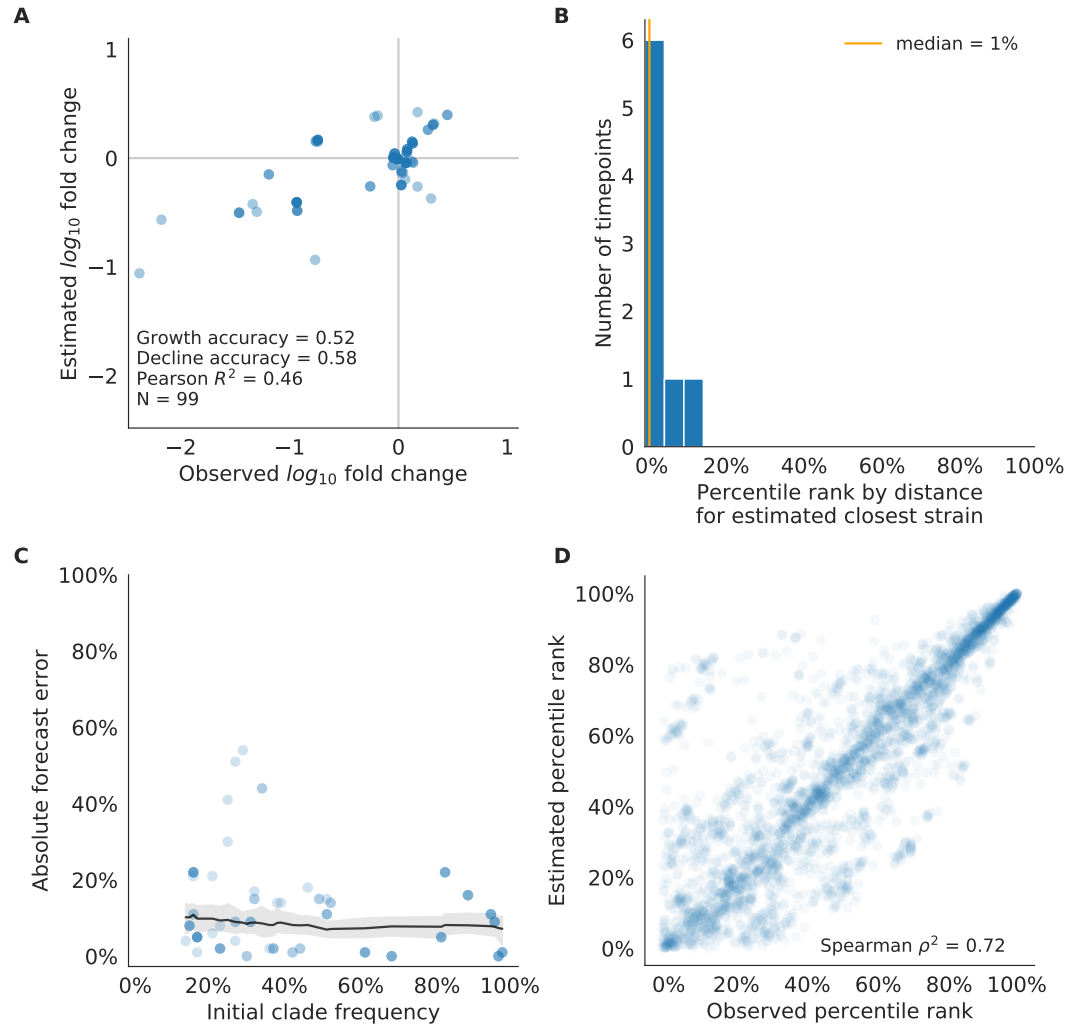 A
1
0
−1
−2
Estimated log10 fold change
Growth accuracy = 0.52
Decline accuracy = 0.58
Pearson R² = 0.46
N = 99
−2 −1 0 1
Observed log10 fold change
B
median = 1%
6
5
4
3
2
1
0
Number of timepoints
0% 20% 40% 60% 80% 100%
Percentile rank by distance
for estimated closest strain
C
100%
80%
60%
40%
20%
0%
Absolute forecast error
0% 20% 40% 60% 80% 100%
Initial clade frequency
D
100%
80%
60%
40%
20%
0%
Estimated percentile rank
Spearman ρ² = 0.72
0% 20% 40% 60% 80% 100%
Observed percentile rank